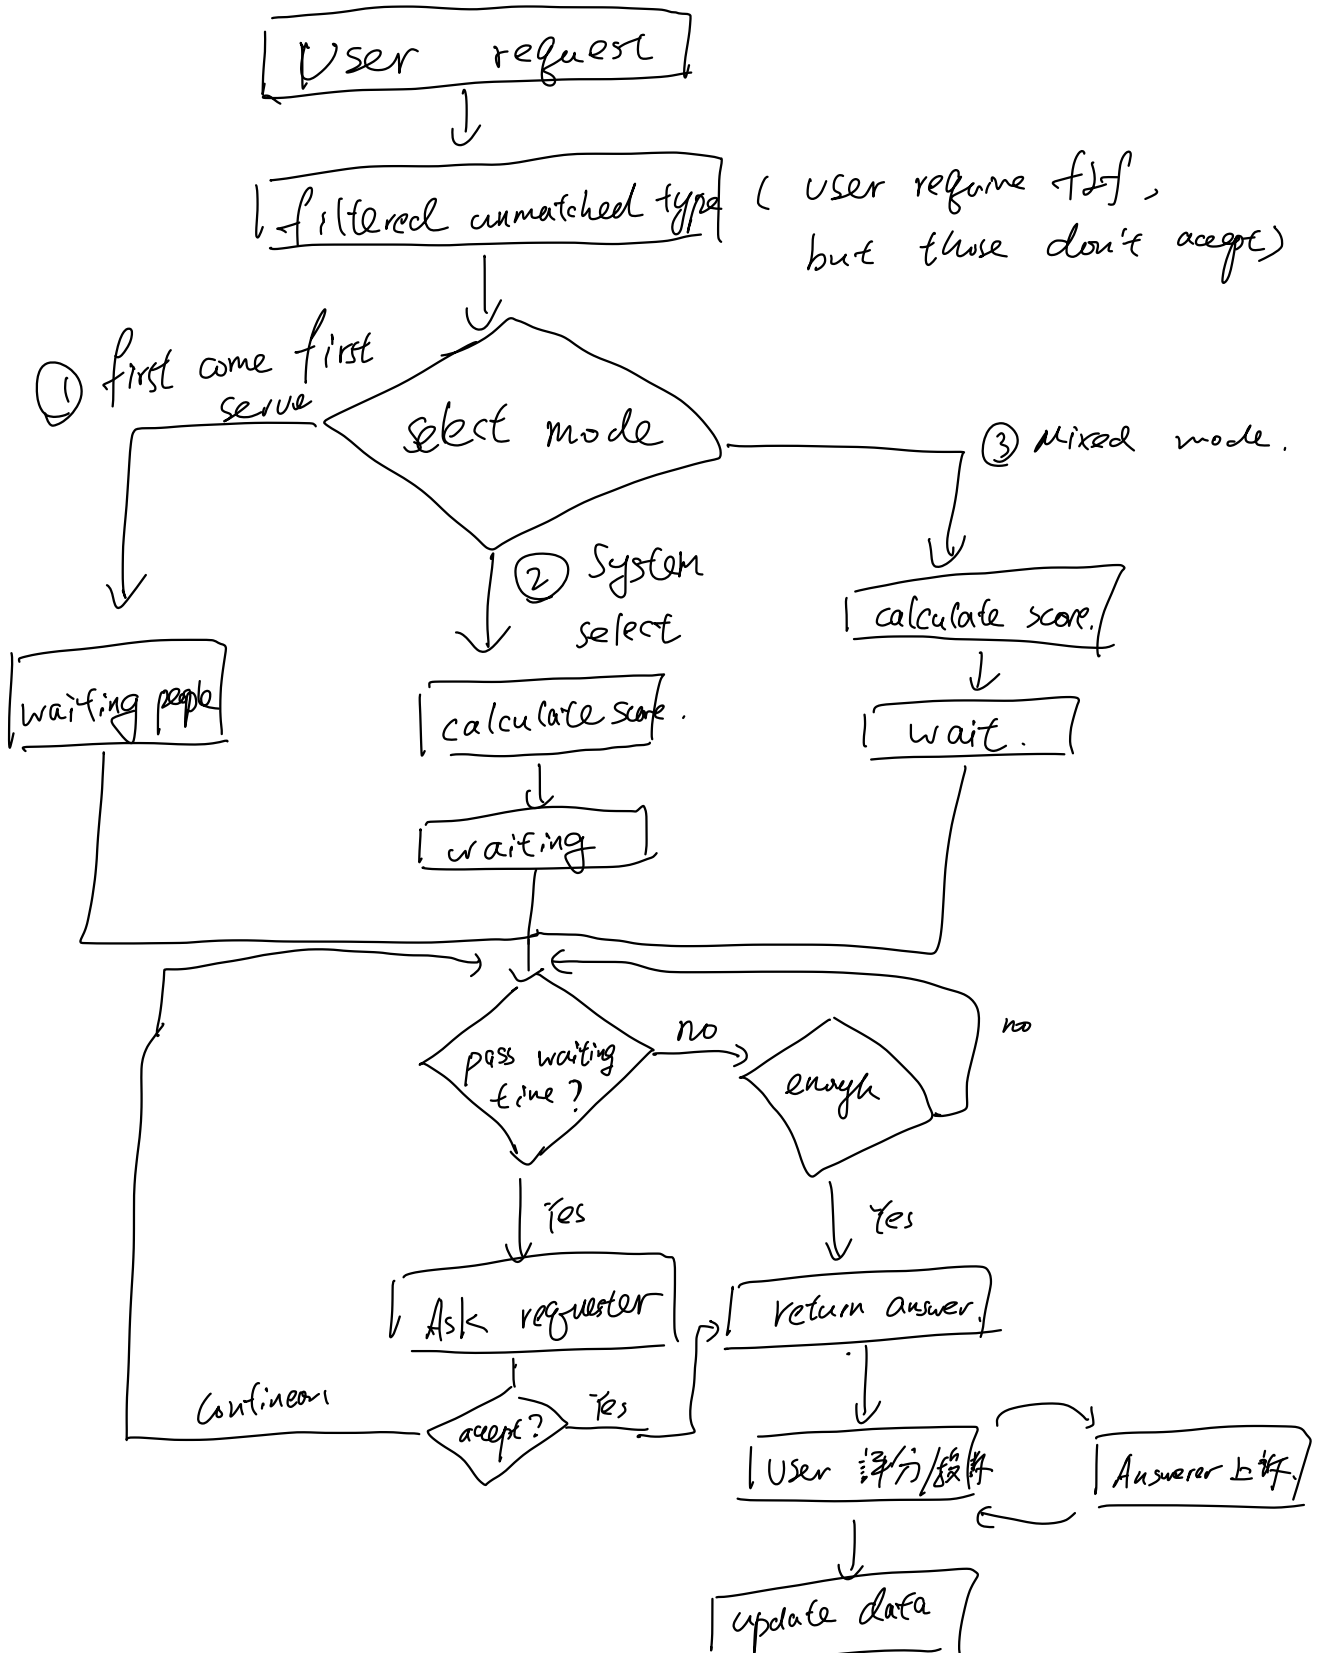 User request
filtered unmatched type
( user require f2f,
but those don't accept)
① first come first
serve
select mode
③ Mixed mode.
② System
select
calculate score.
wait.
waiting people
calculate score.
waiting
pass waiting
time?
no
enough
no
Yes
Yes
Ask requester
return answer.
accept?
Yes
User 評分/投訴
Answerer 上訴.
update data